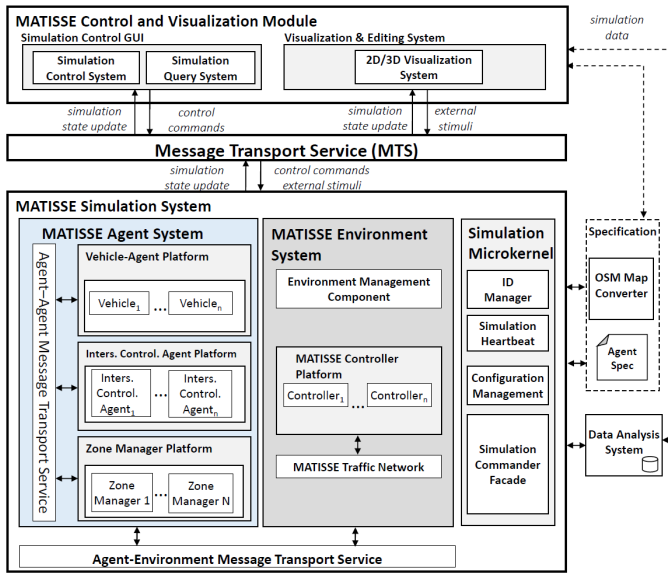 MATISSE Control and Visualization Module
Simulation Control GUI
Simulation
Control System
Simulation
Query System
Visualization & Editing System
2D/3D Visualization
System
simulation
data
simulation
state update
control
commands
simulation
state update
external
stimuli
Message Transport Service (MTS)
simulation
state update
control commands
external stimuli
MATISSE Simulation System
MATISSE Agent System
Agent–Agent Message Transport Service
Vehicle-Agent Platform
Vehicle1
...
Vehiclen
Inters. Control. Agent Platform
Inters.
Control.
Agent1
...
Inters.
Control.
Agentn
Zone Manager Platform
Zone
Manager 1
...
Zone
Manager N
MATISSE Environment
System
Environment Management
Component
MATISSE Controller
Platform
Controller1
...
Controllern
MATISSE Traffic Network
Simulation
Microkernel
ID
Manager
Simulation
Heartbeat
Configuration
Management
Simulation
Commander
Facade
Specification
OSM Map
Converter
Agent
Spec
Data Analysis
System
Agent-Environment Message Transport Service